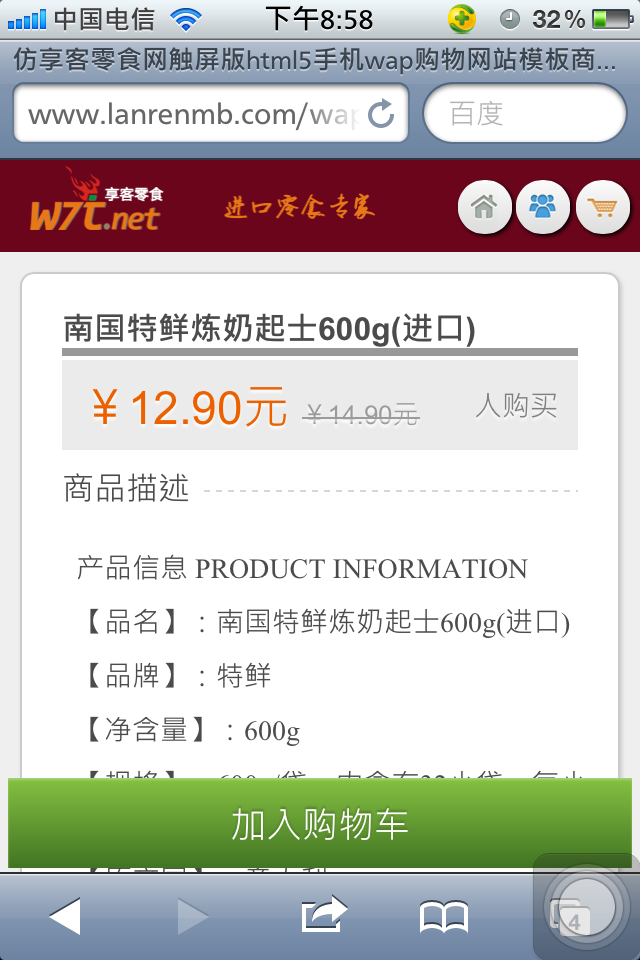 中国电信 下午8:58 32%
仿享客零食网触屏版html5手机wap购物网站模板商...
www.lanrenmb.com/wap 百度
享客零食
W7t.net 进口零食专家
南国特鲜炼奶起士600g(进口)
￥12.90元 ￥14.90元 人购买
商品描述
产品信息 PRODUCT INFORMATION
【品名】：南国特鲜炼奶起士600g(进口)
【品牌】：特鲜
【净含量】：600g
加入购物车
4